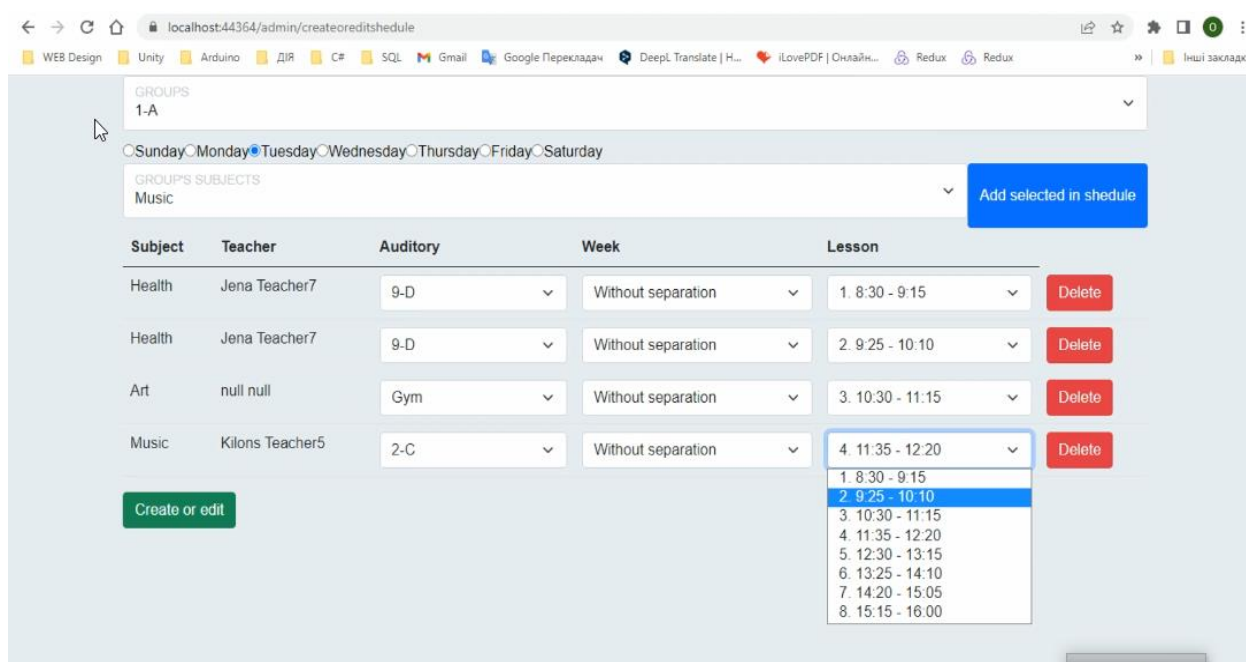 localhost:44364/admin/createoreditshedule
O
WEB Design Unity Arduino ДІЯ C# SQL Gmail Google Перекладач DeepL Translate | H... iLovePDF | Онлайн... Redux Redux » Інші закладк
GROUPS
1-A
Sunday Monday Tuesday Wednesday Thursday Friday Saturday
GROUP'S SUBJECTS
Music
Add selected in shedule
Subject Teacher Auditory Week Lesson
Health Jena Teacher7 9-D Without separation 1. 8:30 - 9:15 Delete
Health Jena Teacher7 9-D Without separation 2. 9:25 - 10:10 Delete
Art null null Gym Without separation 3. 10:30 - 11:15 Delete
Music Kilons Teacher5 2-C Without separation 4. 11:35 - 12:20 Delete
1. 8:30 - 9:15
2. 9:25 - 10:10
3. 10:30 - 11:15
4. 11:35 - 12:20
5. 12:30 - 13:15
6. 13:25 - 14:10
7. 14:20 - 15:05
8. 15:15 - 16:00
Create or edit